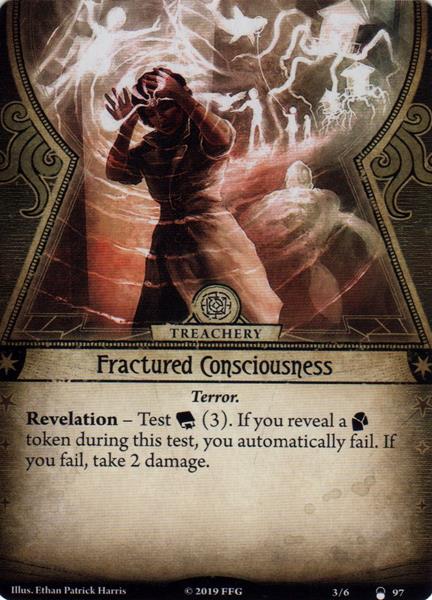 TREACHERY
Fractured Consciousness
Terror.
Revelation – Test (3). If you reveal a
token during this test, you automatically fail. If
you fail, take 2 damage.
Illus. Ethan Patrick Harris © 2019 FFG 3/6 97